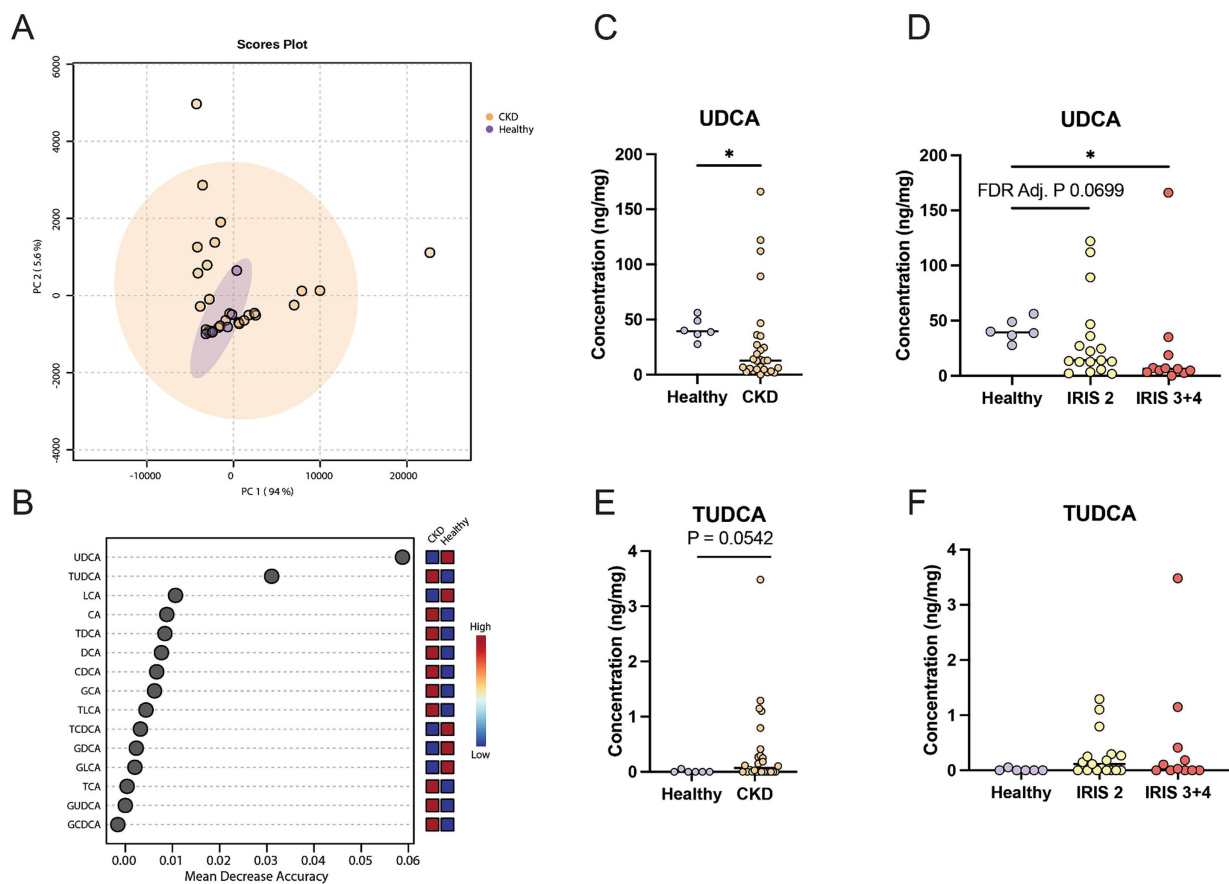 A
Scores Plot
6000
4000
2000
0
-2000
-4000
PC 2 ( 5.6 %)
-10000
0
10000
20000
PC 1 ( 94 %)
CKD
Healthy
B
CKD
Healthy
UDCA
TUDCA
LCA
CA
TDCA
DCA
CDCA
GCA
TLCA
TCDCA
GDCA
GLCA
TCA
GUDCA
GCDCA
0.00
0.01
0.02
0.03
0.04
0.05
0.06
Mean Decrease Accuracy
High
Low
C
UDCA
*
200
150
100
50
0
Concentration (ng/mg)
Healthy
CKD
D
UDCA
*
FDR Adj. P 0.0699
200
150
100
50
0
Concentration (ng/mg)
Healthy
IRIS 2
IRIS 3+4
E
TUDCA
P = 0.0542
4
3
2
1
0
Concentration (ng/mg)
Healthy
CKD
F
TUDCA
4
3
2
1
0
Concentration (ng/mg)
Healthy
IRIS 2
IRIS 3+4